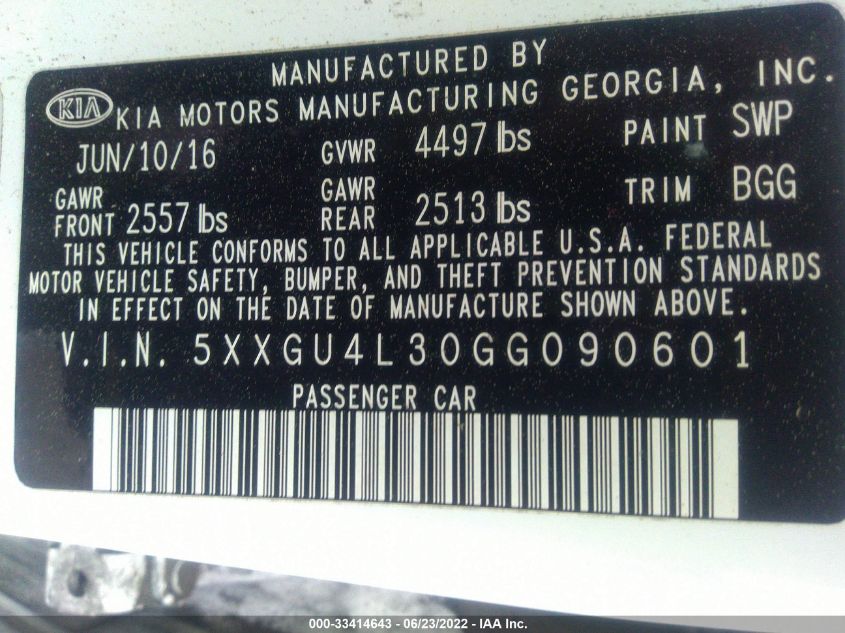 MANUFACTURED BY
KIA KIA MOTORS MANUFACTURING GEORGIA, INC.
JUN/10/16 GVWR 4497 lbs PAINT SWP
GAWR FRONT 2557 lbs GAWR REAR 2513 lbs TRIM BGG
THIS VEHICLE CONFORMS TO ALL APPLICABLE U.S.A. FEDERAL
MOTOR VEHICLE SAFETY, BUMPER, AND THEFT PREVENTION STANDARDS
IN EFFECT ON THE DATE OF MANUFACTURE SHOWN ABOVE.
V.I.N. 5XXGU4L30GG090601
PASSENGER CAR
000-33414643 - 06/23/2022 - IAA Inc.